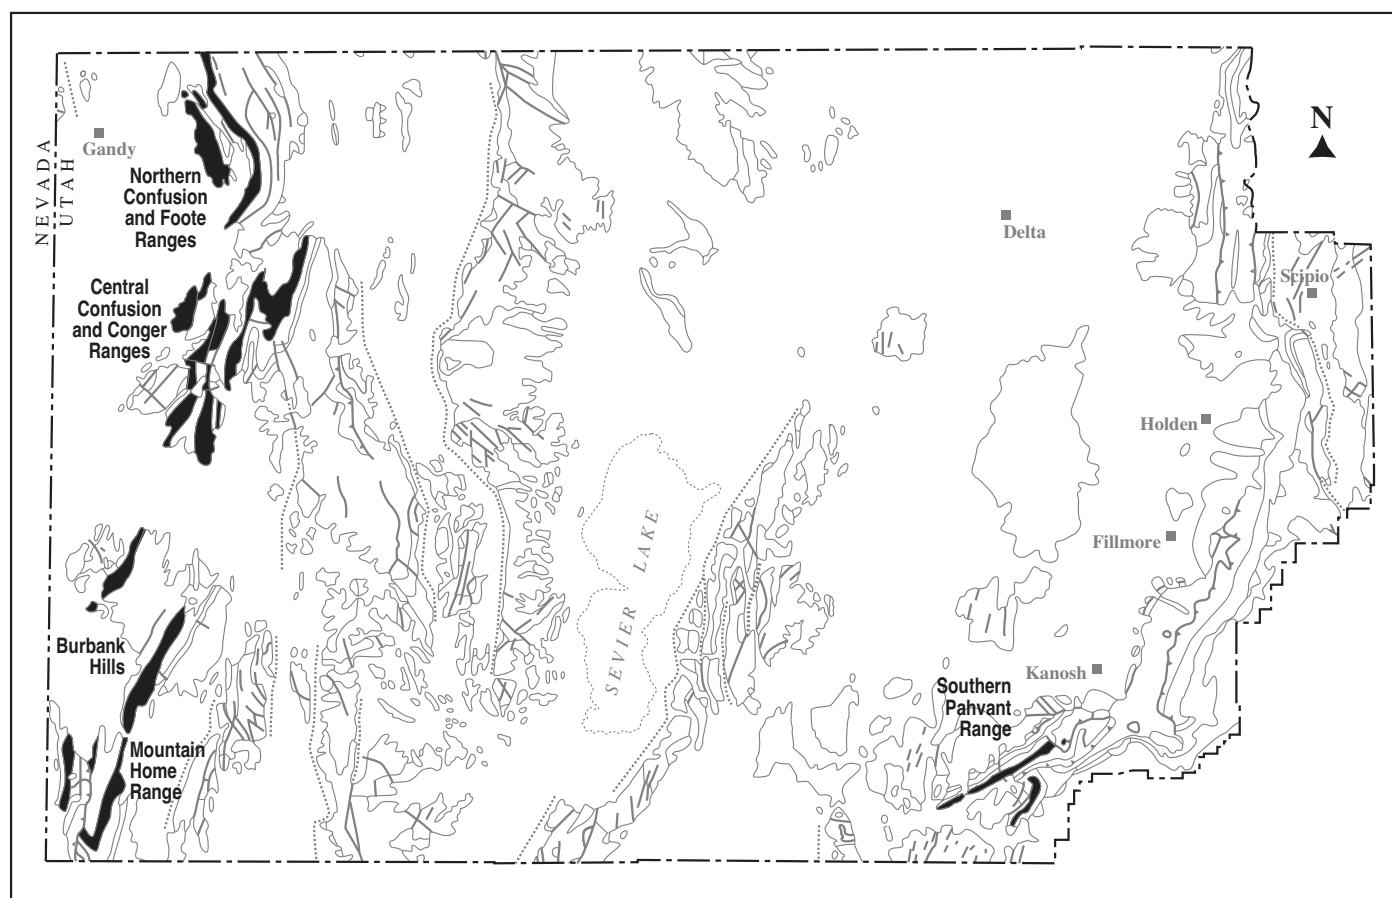 N
NEVADA
UTAH
Gandy
Northern
Confusion
and Foote
Ranges
Delta
Scipio
Central
Confusion
and Conger
Ranges
Holden
SEVIER LAKE
Fillmore
Burbank
Hills
Kanosh
Southern
Pahvant
Range
Mountain
Home
Range